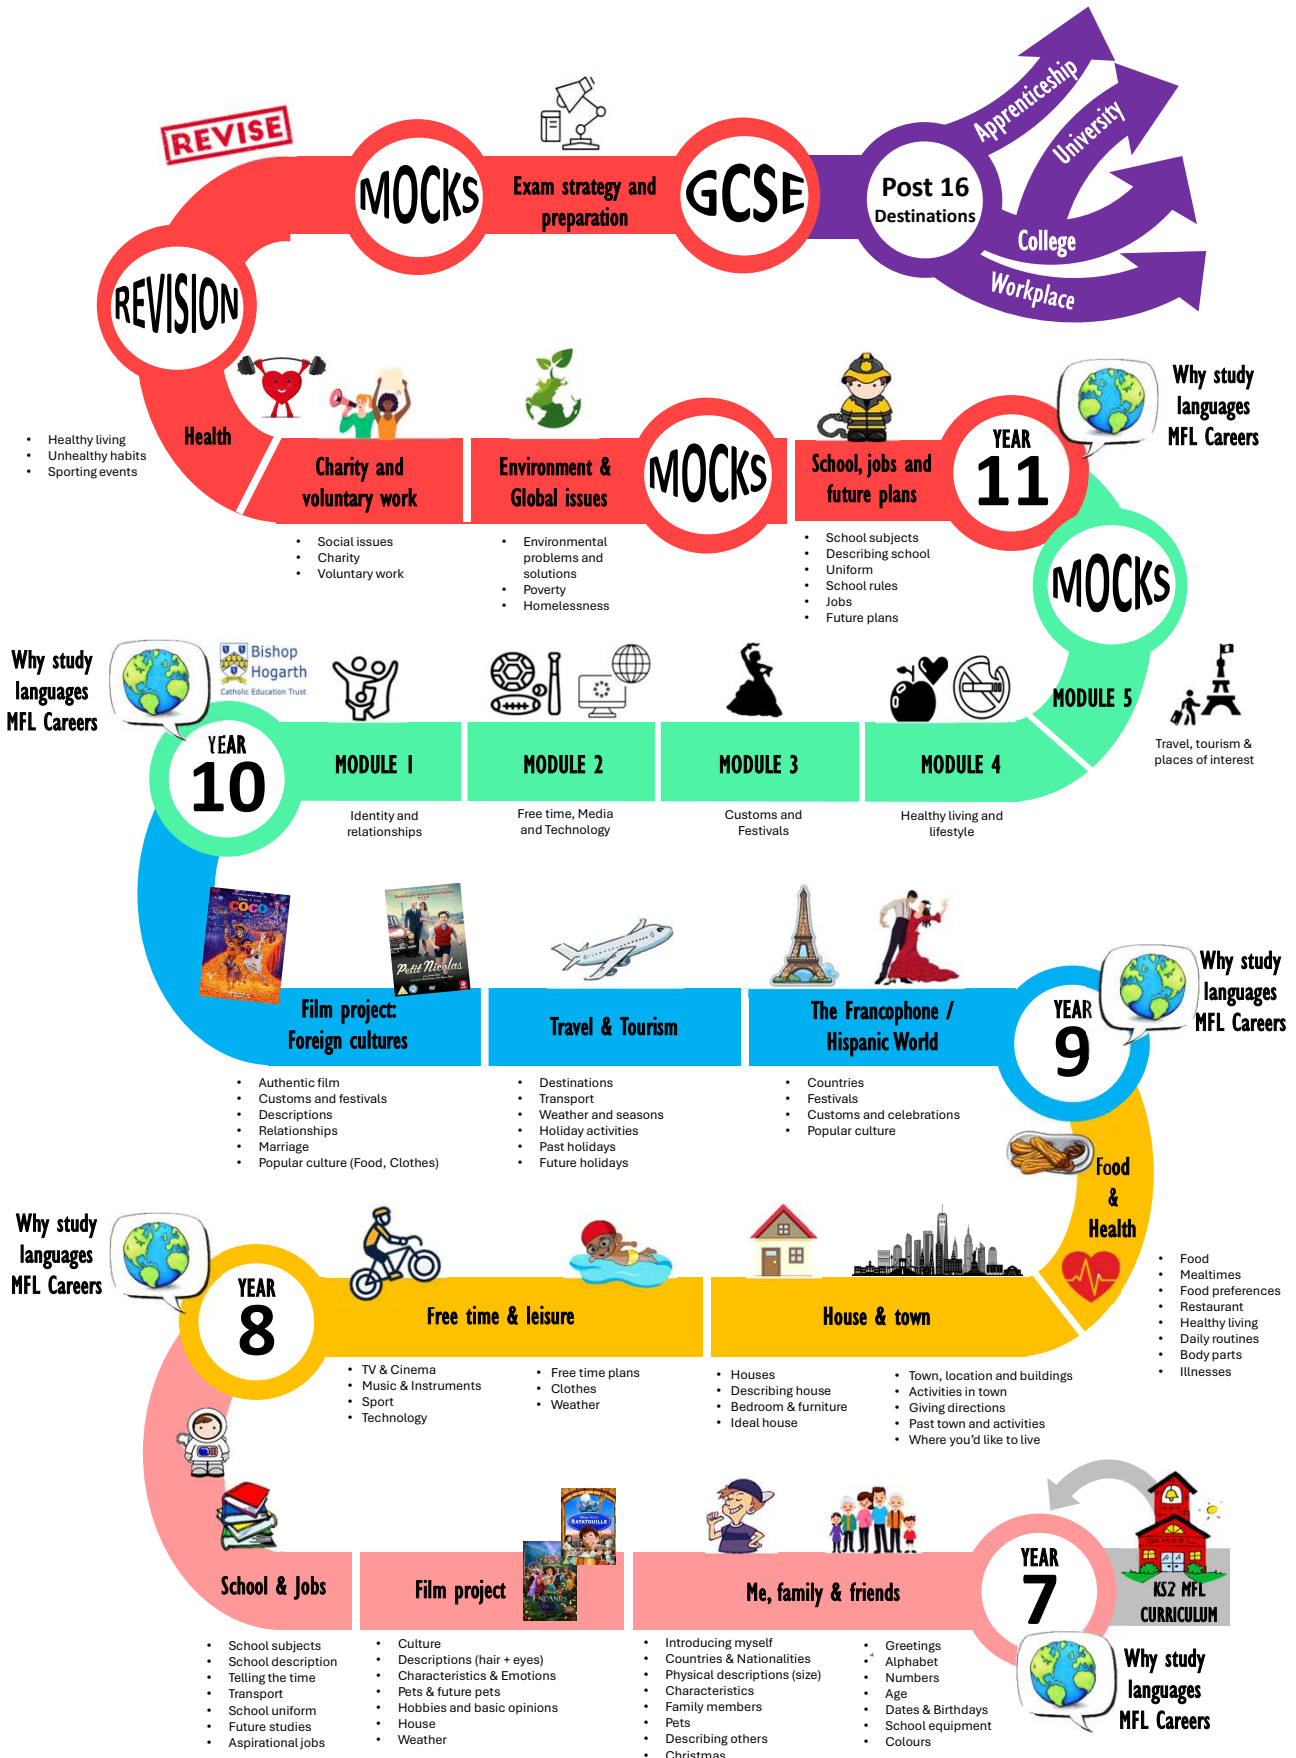 REVISE
MOCKS
Exam strategy and
preparation
GCSE
Post 16
Destinations
Apprenticeship
University
College
Workplace
REVISION
Health
• Healthy living
• Unhealthy habits
• Sporting events
Charity and
voluntary work
• Social issues
• Charity
• Voluntary work
Environment &
Global issues
• Environmental
problems and
solutions
• Poverty
• Homelessness
MOCKS
School, jobs and
future plans
• School subjects
• Describing school
• Uniform
• School rules
• Jobs
• Future plans
YEAR
11
Why study
languages
MFL Careers
MOCKS
MODULE 5
Travel, tourism &
places of interest
Why study
languages
MFL Careers
Bishop
Hogarth
Catholic Education Trust
YEAR
10
MODULE 1
Identity and
relationships
MODULE 2
Free time, Media
and Technology
MODULE 3
Customs and
Festivals
MODULE 4
Healthy living and
lifestyle
COCO
Petit Nicolas
Film project:
Foreign cultures
• Authentic film
• Customs and festivals
• Descriptions
• Relationships
• Marriage
• Popular culture (Food, Clothes)
Travel & Tourism
• Destinations
• Transport
• Weather and seasons
• Holiday activities
• Past holidays
• Future holidays
The Francophone /
Hispanic World
• Countries
• Festivals
• Customs and celebrations
• Popular culture
YEAR
9
Why study
languages
MFL Careers
Food
&
Health
• Food
• Mealtimes
• Food preferences
• Restaurant
• Healthy living
• Daily routines
• Body parts
• Illnesses
Why study
languages
MFL Careers
YEAR
8
Free time & leisure
• TV & Cinema
• Music & Instruments
• Sport
• Technology
• Free time plans
• Clothes
• Weather
House & town
• Houses
• Describing house
• Bedroom & furniture
• Ideal house
• Town, location and buildings
• Activities in town
• Giving directions
• Past town and activities
• Where you'd like to live
School & Jobs
• School subjects
• School description
• Telling the time
• Transport
• School uniform
• Future studies
• Aspirational jobs
Film project
RATATOUILLE
ENCANTO
• Culture
• Descriptions (hair + eyes)
• Characteristics & Emotions
• Pets & future pets
• Hobbies and basic opinions
• House
• Weather
Me, family & friends
• Introducing myself
• Countries & Nationalities
• Physical descriptions (size)
• Characteristics
• Family members
• Pets
• Describing others
• Christmas
• Greetings
• Alphabet
• Numbers
• Age
• Dates & Birthdays
• School equipment
• Colours
YEAR
7
SCHOOL
KS2 MFL
CURRICULUM
Why study
languages
MFL Careers